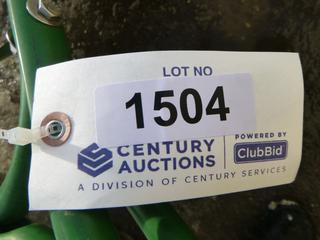 LOT NO
1504
CENTURY
AUCTIONS
POWERED BY
ClubBid
A DIVISION OF CENTURY SERVICES